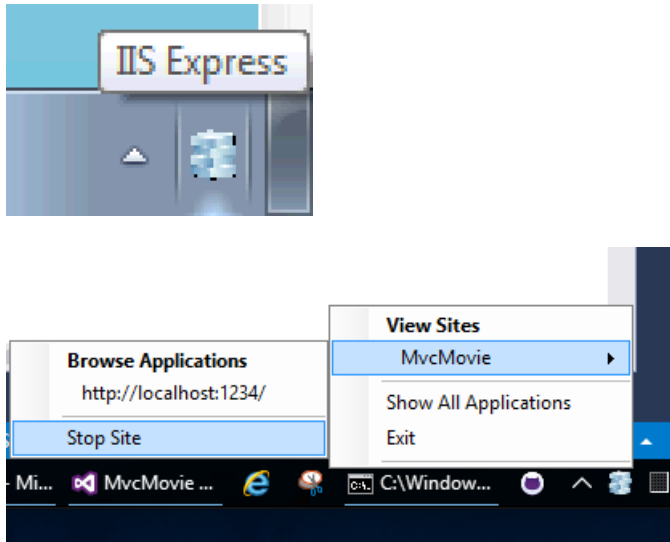 IIS Express
View Sites
MvcMovie
Show All Applications
Exit
Browse Applications
http://localhost:1234/
Stop Site
- Mi... MvcMovie ... C:\Window...